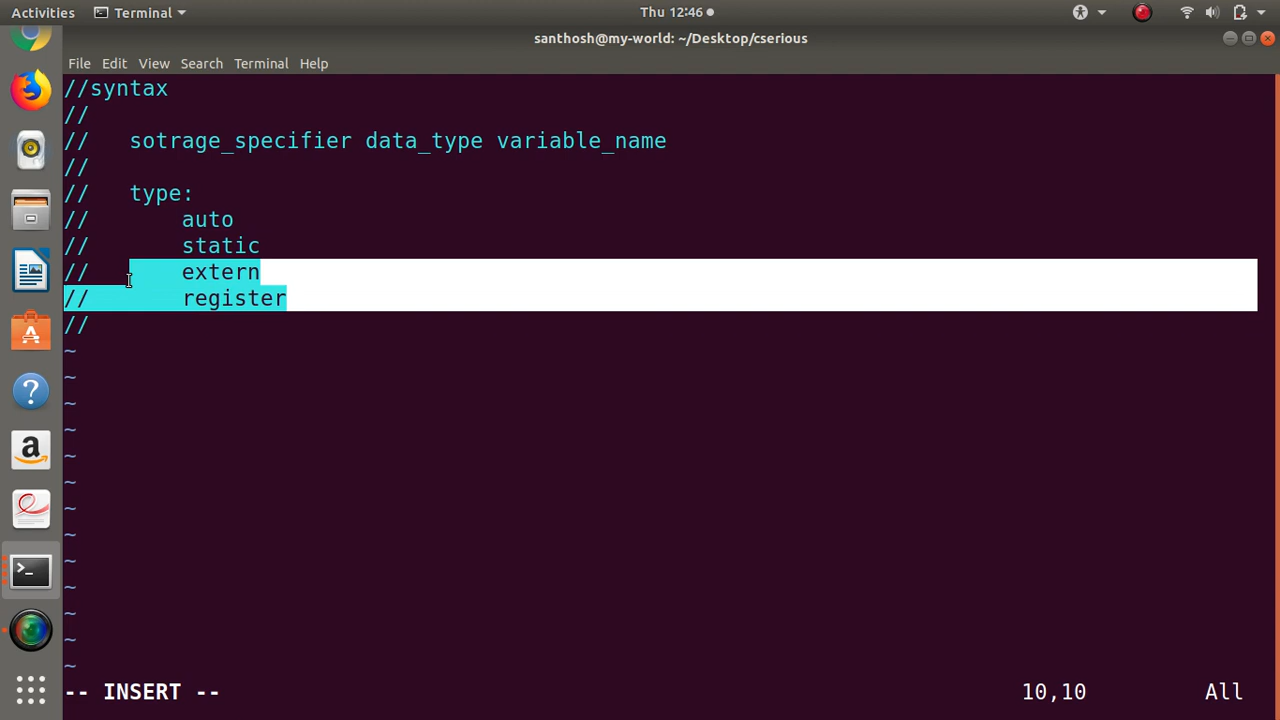 Activities Terminal Thu 12:46
santhosh@my-world: ~/Desktop/cserious
File Edit View Search Terminal Help
//syntax
//
// sotrage_specifier data_type variable_name
//
// type:
// auto
// static
// extern
// register
//
~
~
~
~
~
~
~
~
~
~
~
~
~
-- INSERT -- 10,10 All